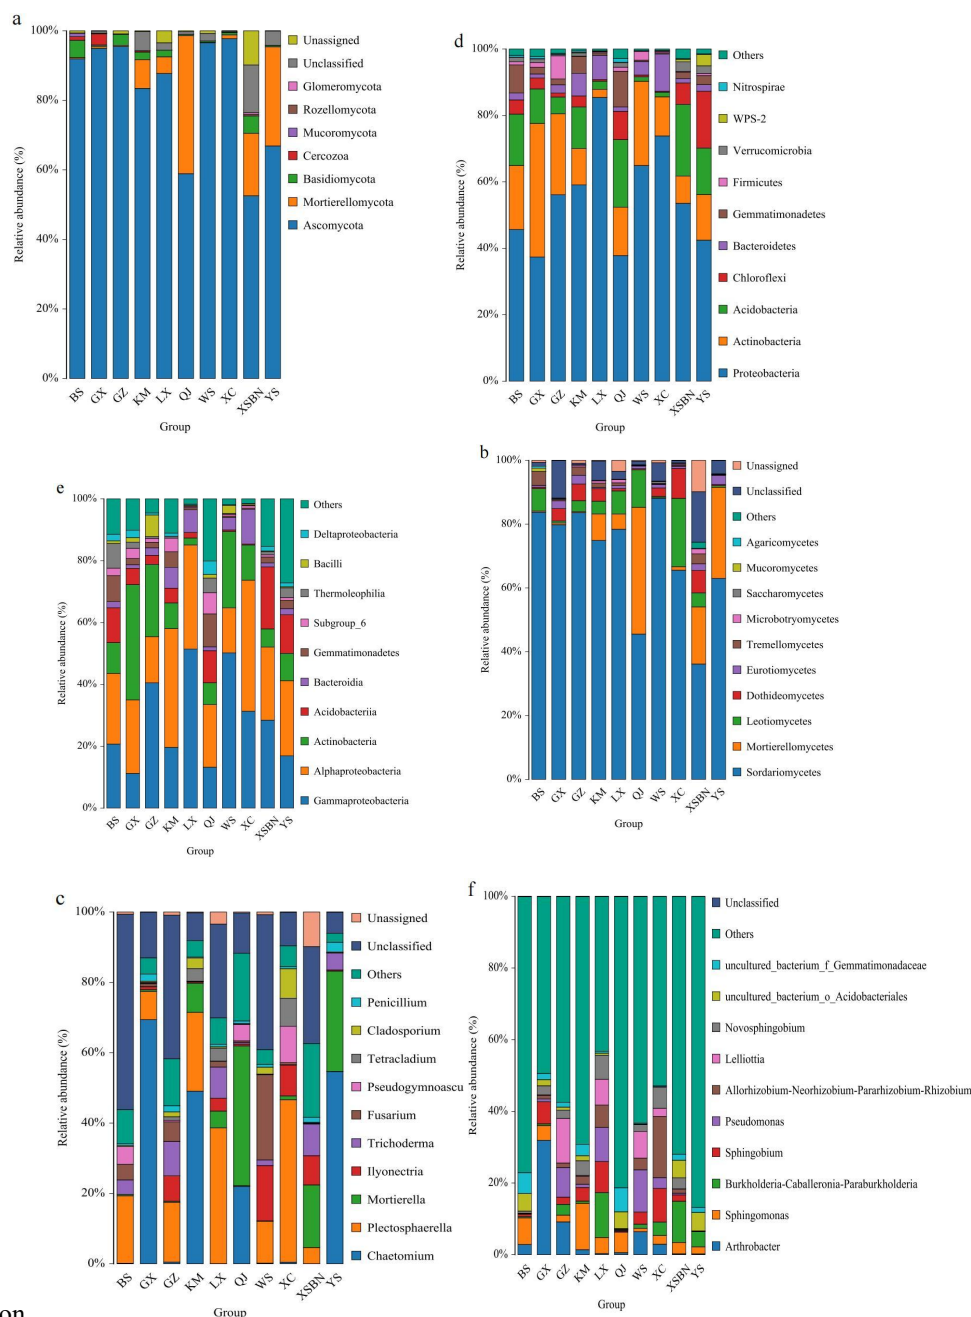 a
100%
80%
60%
40%
20%
0%
Relative abundance (%)
BS GX GZ KM LX QJ WS XC XSBN YS
Group
Unassigned
Unclassified
Glomeromycota
Rozellomycota
Mucoromycota
Cercozoa
Basidiomycota
Mortierellomycota
Ascomycota
d
100%
80%
60%
40%
20%
0%
Relative abundance (%)
BS GX GZ KM LX QJ WS XC XSBN YS
Group
Others
Nitrospirae
WPS-2
Verrucomicrobia
Firmicutes
Gemmatimonadetes
Bacteroidetes
Chloroflexi
Acidobacteria
Actinobacteria
Proteobacteria
e
100%
80%
60%
40%
20%
0%
Relative abundance (%)
BS GX GZ KM LX QJ WS XC XSBN YS
Group
Others
Deltaproteobacteria
Bacilli
Thermoleophilia
Subgroup_6
Gemmatimonadetes
Bacteroidia
Acidobacteriia
Actinobacteria
Alphaproteobacteria
Gammaproteobacteria
b
100%
80%
60%
40%
20%
0%
Relative abundance (%)
BS GX GZ KM LX QJ WS XC XSBN YS
Group
Unassigned
Unclassified
Others
Agaricomycetes
Mucoromycetes
Saccharomycetes
Microbotryomycetes
Tremellomycetes
Eurotiomycetes
Dothideomycetes
Leotiomycetes
Mortierellomycetes
Sordariomycetes
c
100%
80%
60%
40%
20%
0%
Relative abundance (%)
BS GX GZ KM LX QJ WS XC XSBN YS
Group
Unassigned
Unclassified
Others
Penicillium
Cladosporium
Tetracladium
Pseudogymnoascu
Fusarium
Trichoderma
Ilyonectria
Mortierella
Plectosphaerella
Chaetomium
f
100%
80%
60%
40%
20%
0%
Relative abundance (%)
BS GX GZ KM LX QJ WS XC XSBN YS
Group
Unclassified
Others
uncultured_bacterium_f_Gemmatimonadaceae
uncultured_bacterium_o_Acidobacteriales
Novosphingobium
Lelliottia
Allorhizobium-Neorhizobium-Pararhizobium-Rhizobium
Pseudomonas
Sphingobium
Burkholderia-Caballeronia-Paraburkholderia
Sphingomonas
Arthrobacter
on